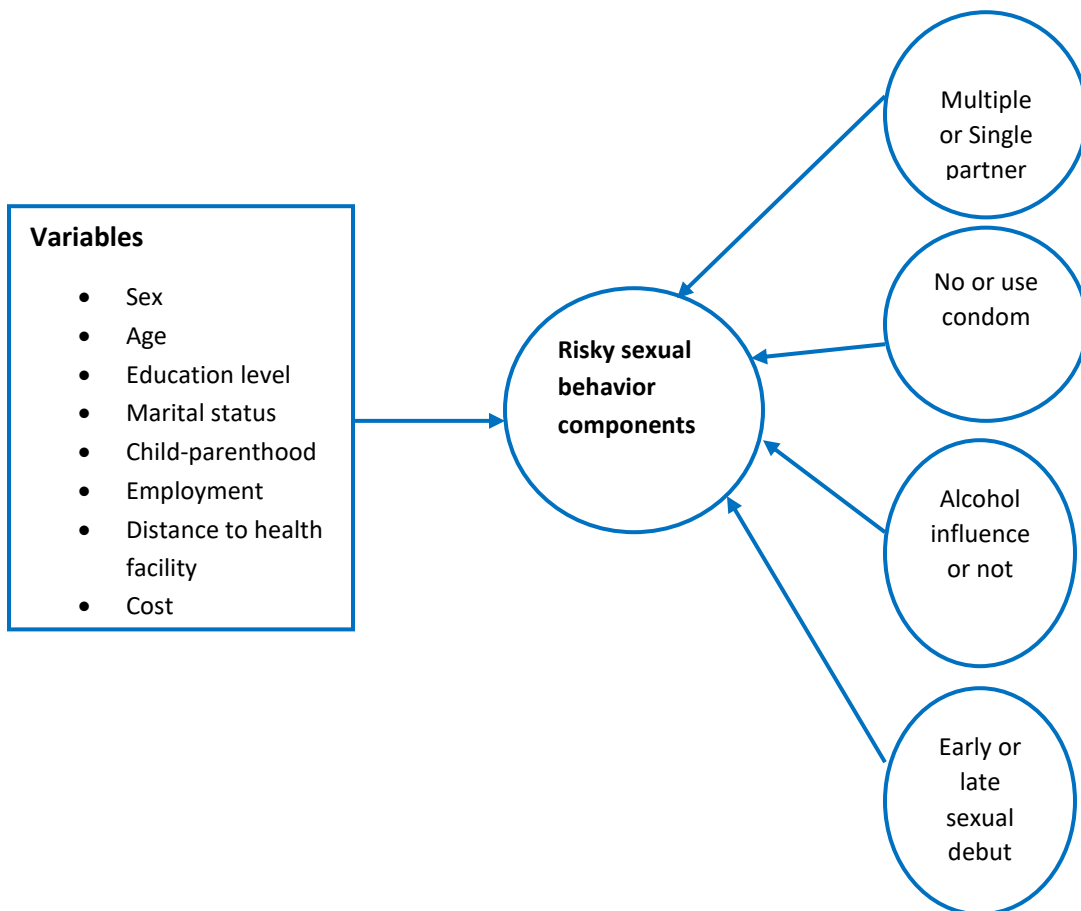 Variables
• Sex
• Age
• Education level
• Marital status
• Child-parenthood
• Employment
• Distance to health
facility
• Cost
Risky sexual
behavior
components
Multiple
or Single
partner
No or use
condom
Alcohol
influence
or not
Early or
late
sexual
debut